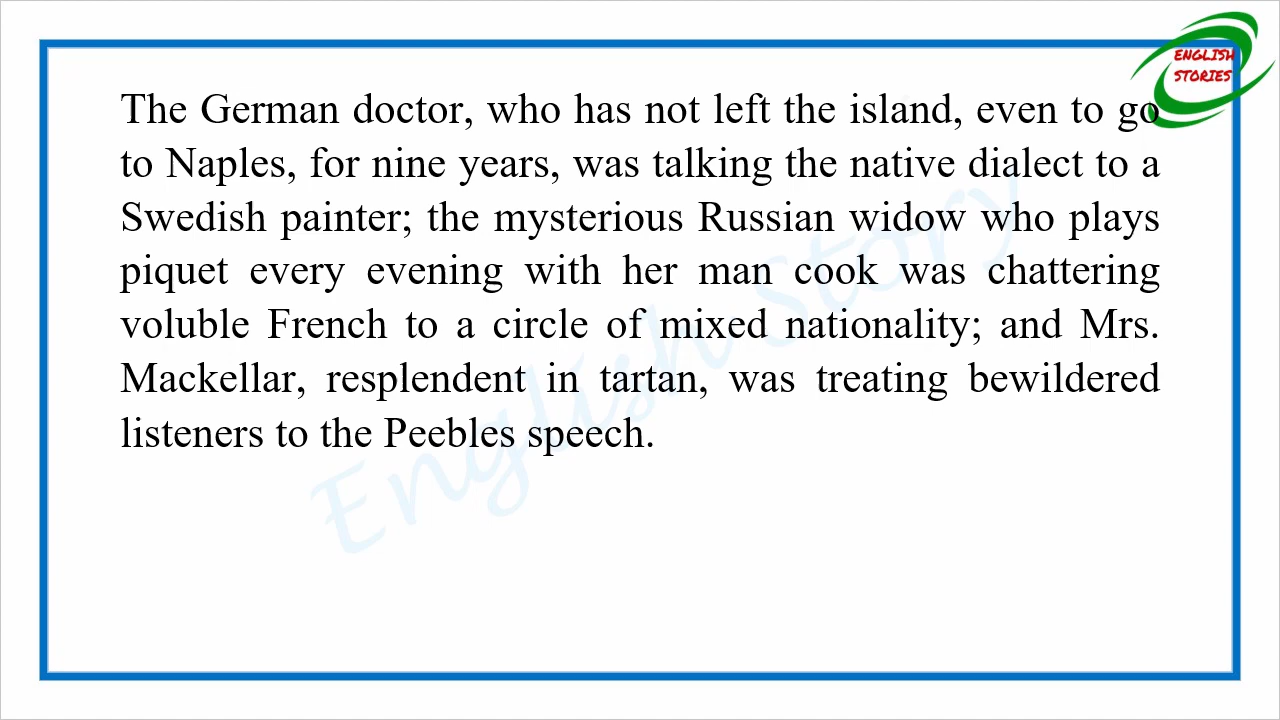 ENGLISH
STORIES
The German doctor, who has not left the island, even to go
to Naples, for nine years, was talking the native dialect to a
Swedish painter; the mysterious Russian widow who plays
piquet every evening with her man cook was chattering
voluble French to a circle of mixed nationality; and Mrs.
Mackellar, resplendent in tartan, was treating bewildered
listeners to the Peebles speech.
English Story